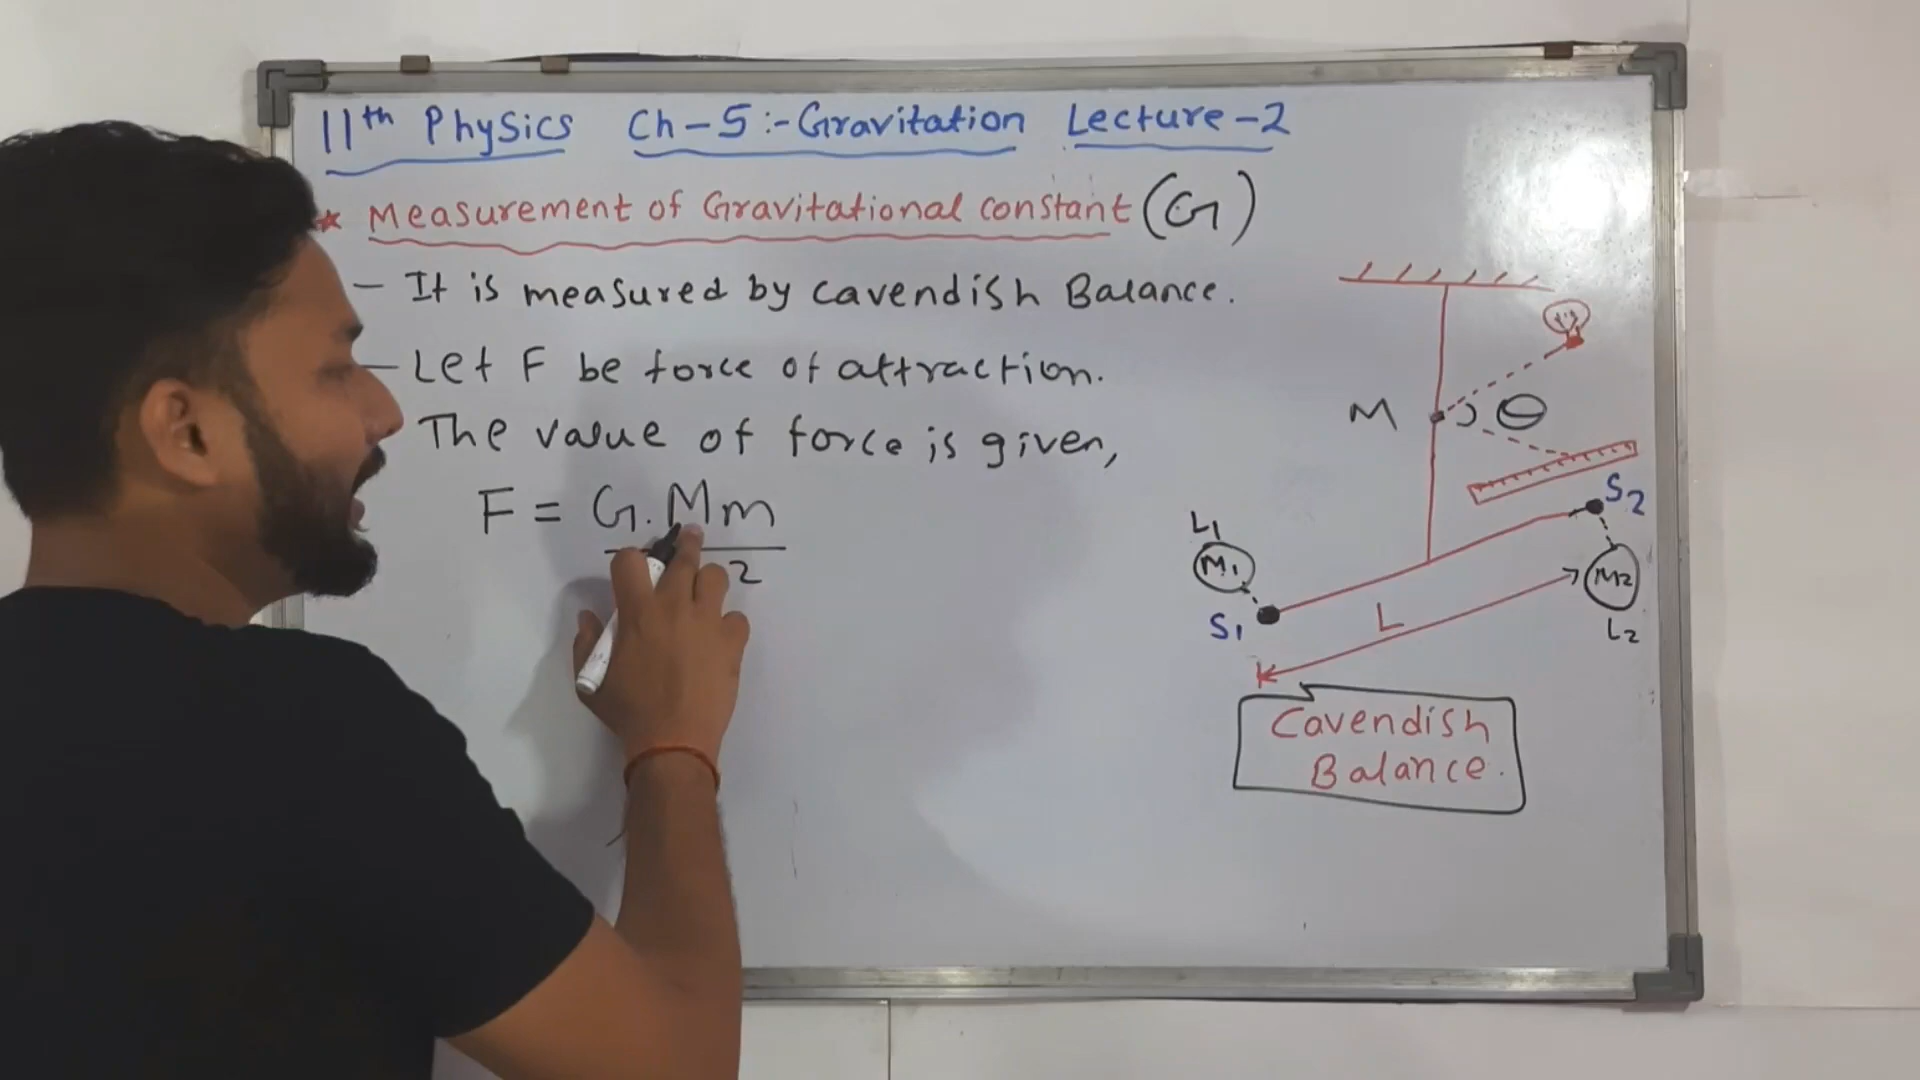 11th Physics Ch-5:-Gravitation Lecture-2
* Measurement of Gravitational constant (G)
- It is measured by Cavendish Balance.
- Let F be force of attraction.
The value of force is given,
F = G.Mm
2
M θ
S2
L1
M1
M2
S1
L
L2
Cavendish
Balance.